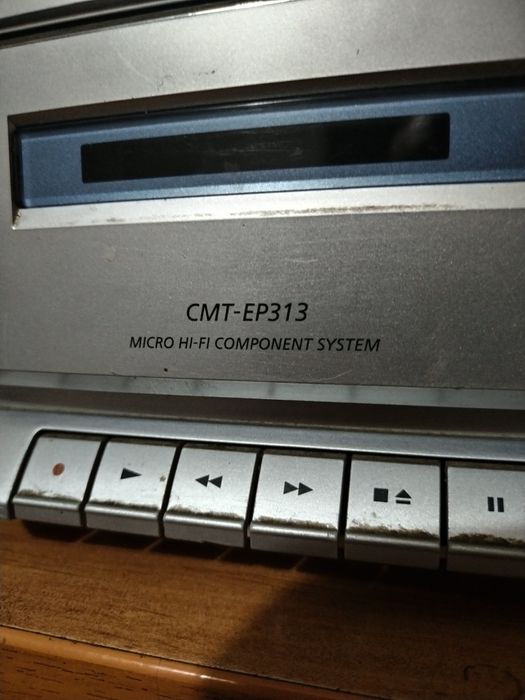 CMT-EP313
MICRO HI-FI COMPONENT SYSTEM